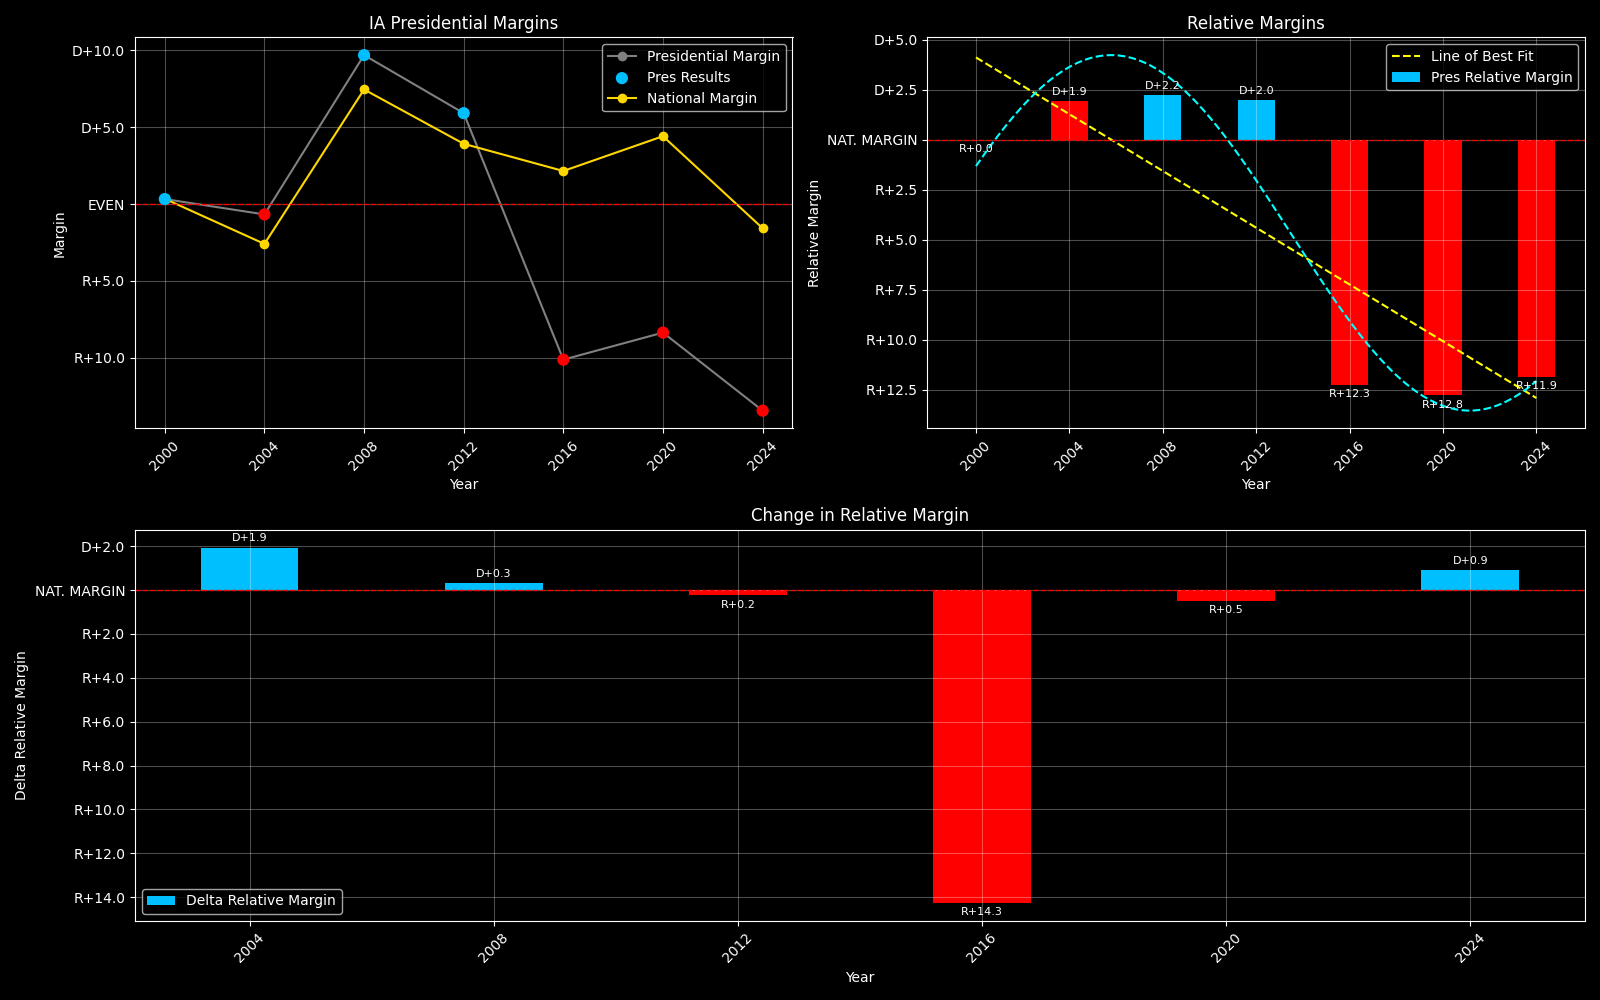 IA Presidential Margins
D+10.0
D+5.0
EVEN
R+5.0
R+10.0
Margin
Presidential Margin
Pres Results
National Margin
2000
2004
2008
2012
2016
2020
2024
Year
Relative Margins
D+5.0
D+2.5
NAT. MARGIN
R+2.5
R+5.0
R+7.5
R+10.0
R+12.5
Relative Margin
Line of Best Fit
Pres Relative Margin
R+0.0
D+1.9
D+2.2
D+2.0
R+12.3
R+12.8
R+11.9
2000
2004
2008
2012
2016
2020
2024
Year
Change in Relative Margin
D+2.0
NAT. MARGIN
R+2.0
R+4.0
R+6.0
R+8.0
R+10.0
R+12.0
R+14.0
Delta Relative Margin
D+1.9
D+0.3
R+0.2
R+14.3
R+0.5
D+0.9
Delta Relative Margin
2004
2008
2012
2016
2020
2024
Year